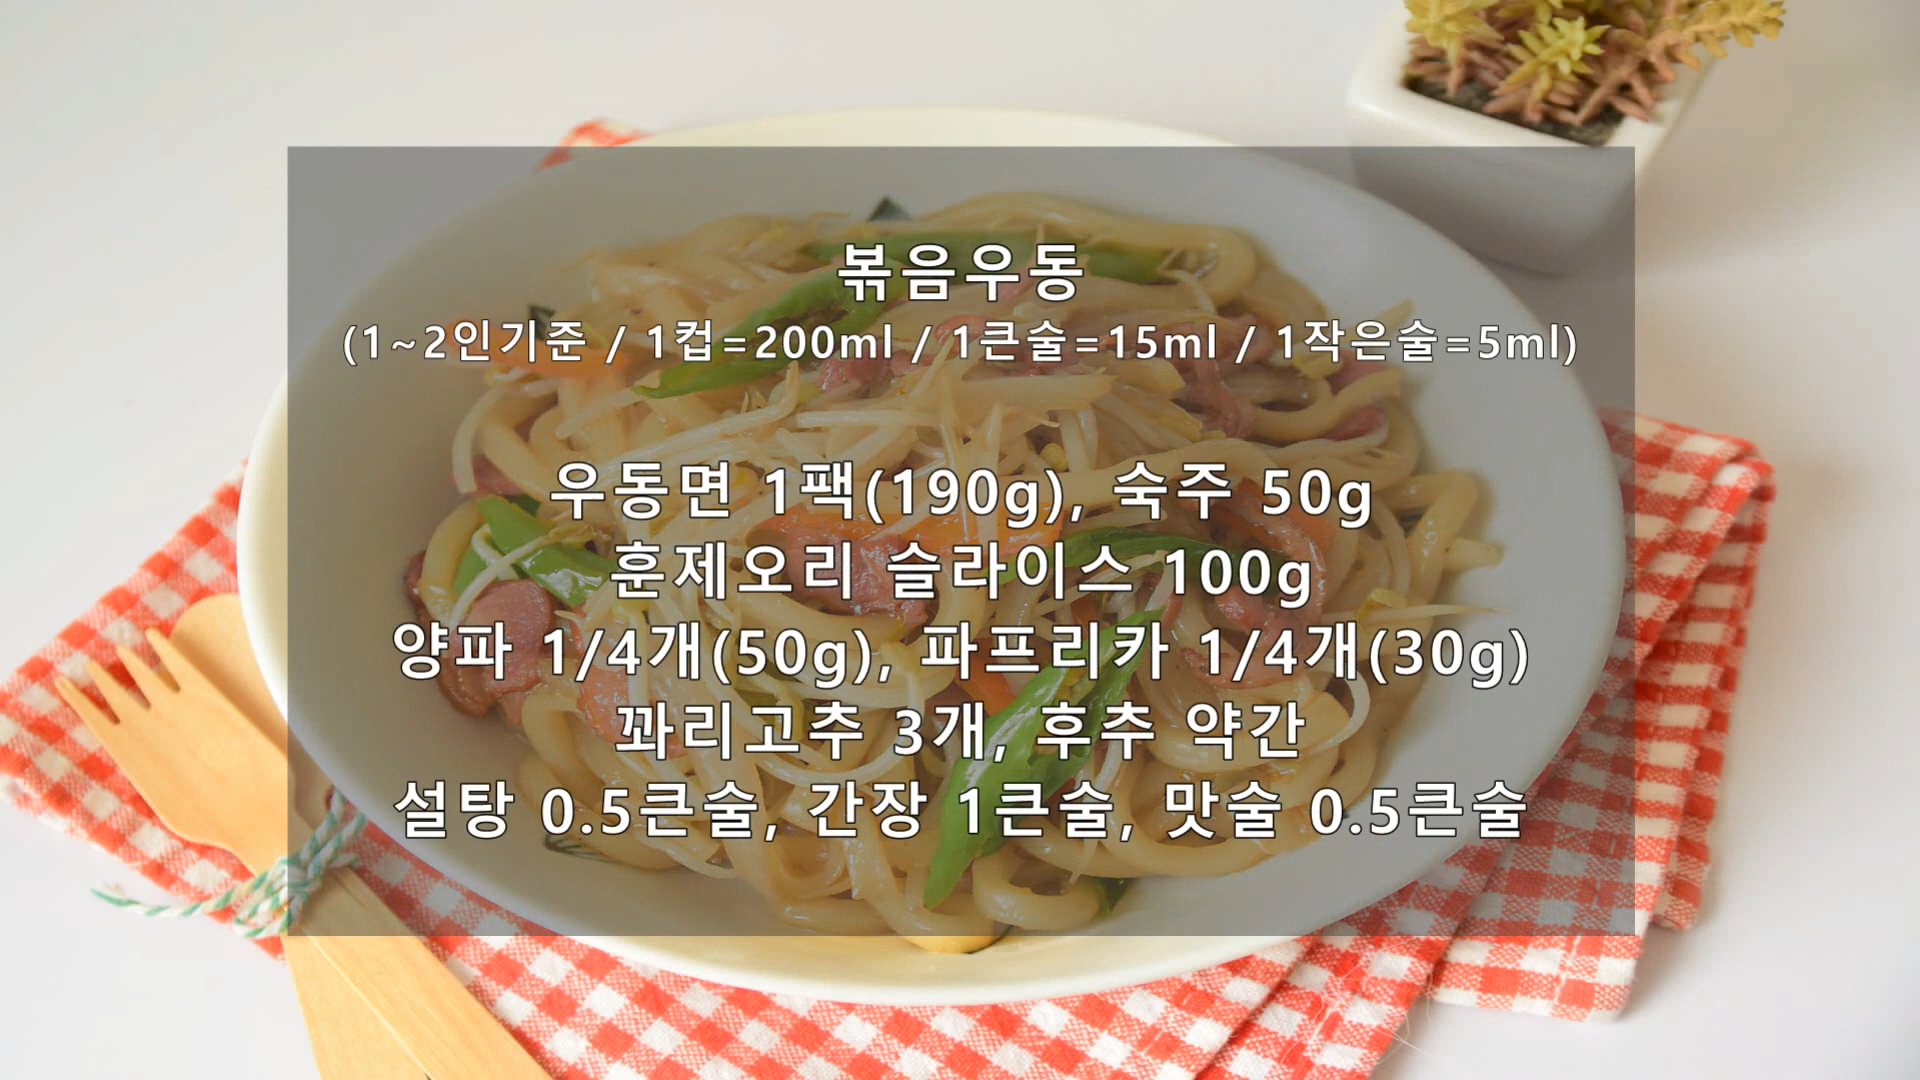 볶음우동
(1~2인기준 / 1컵=200ml / 1큰술=15ml / 1작은술=5ml)
우동면 1팩(190g), 숙주 50g
훈제오리 슬라이스 100g
양파 1/4개(50g), 파프리카 1/4개(30g)
꽈리고추 3개, 후추 약간
설탕 0.5큰술, 간장 1큰술, 맛술 0.5큰술